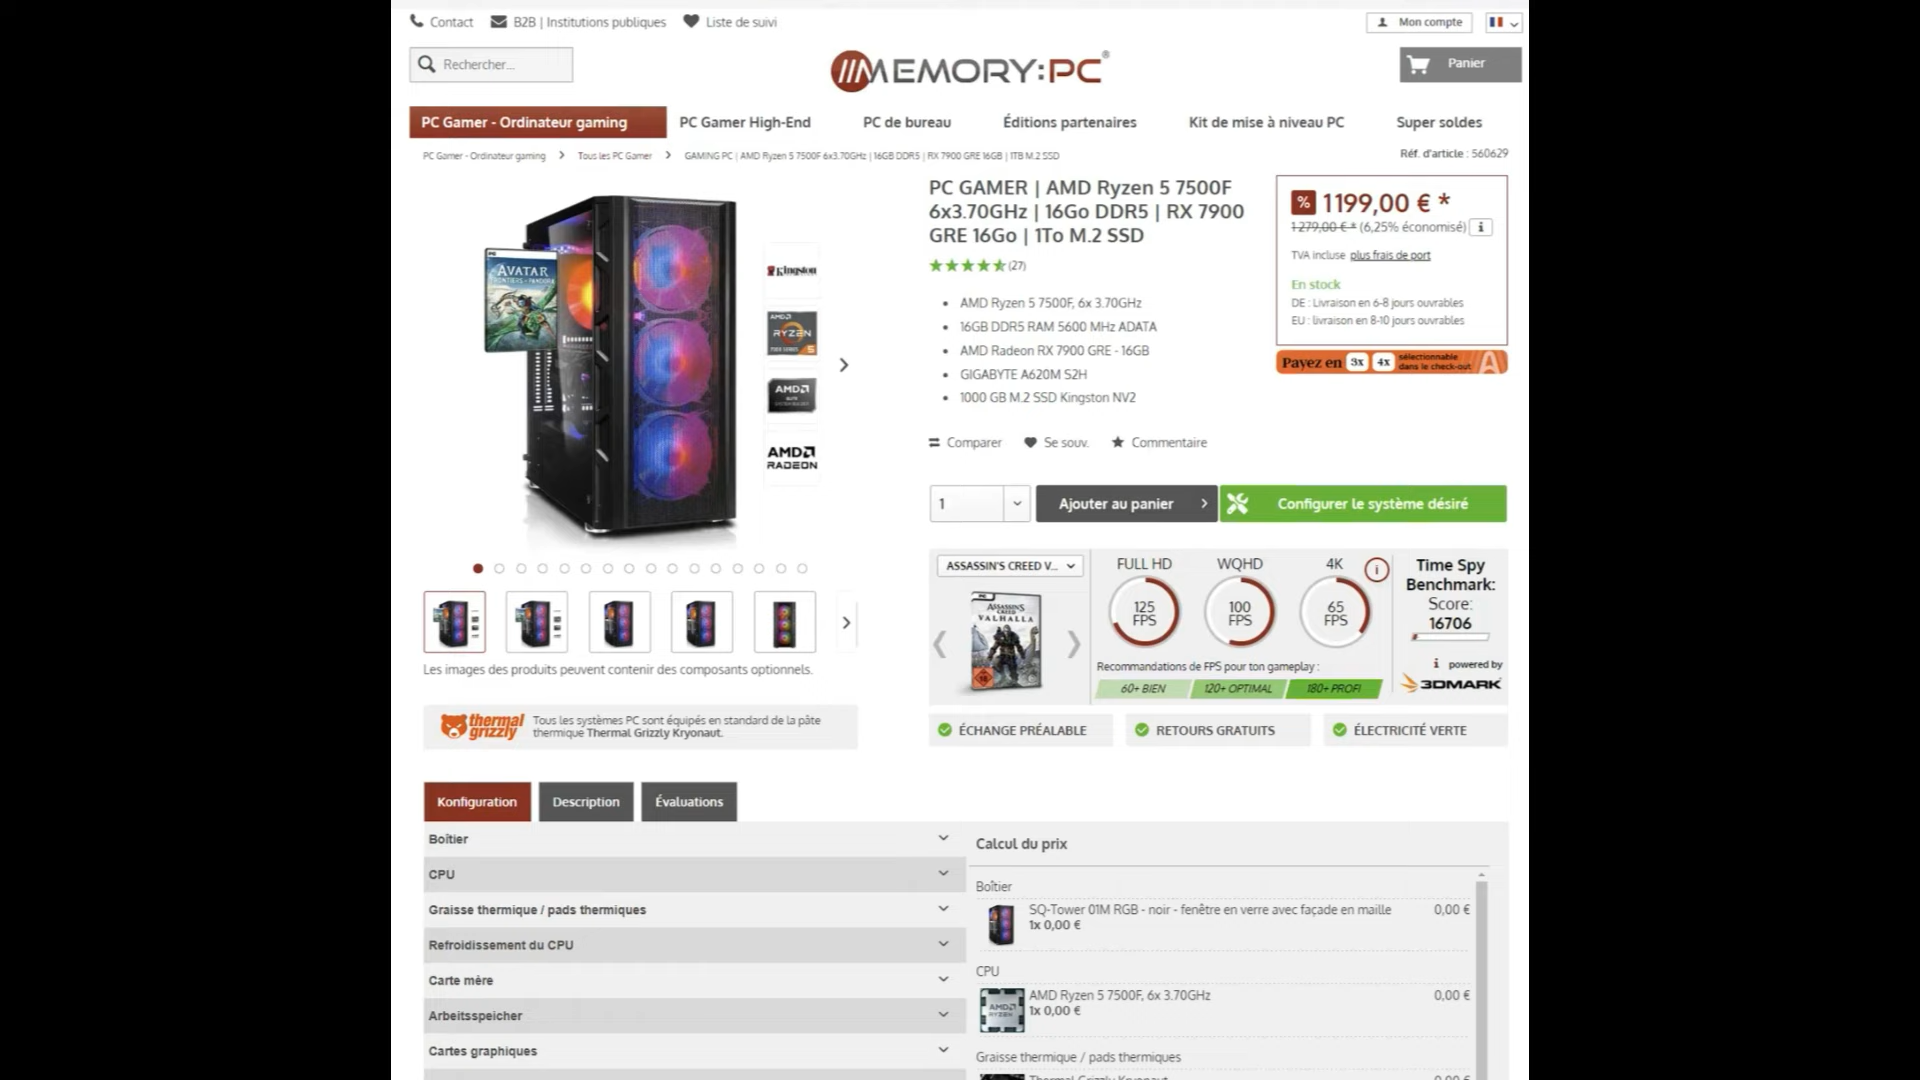 Contact
B2B | Institutions publiques
Liste de suivi
Mon compte
Rechercher...
MEMORY:PC®
Panier
PC Gamer - Ordinateur gaming
PC Gamer High-End
PC de bureau
Éditions partenaires
Kit de mise à niveau PC
Super soldes
PC Gamer - Ordinateur gaming
Tous les PC Gamer
GAMING PC | AMD Ryzen 5 7500F 6x3.70GHz | 16GB DDR5 | RX 7900 GRE 16GB | 1TB M.2 SSD
Réf. d'article : 560629
PC GAMER | AMD Ryzen 5 7500F
6x3.70GHz | 16Go DDR5 | RX 7900
GRE 16Go | 1To M.2 SSD
(27)
% 1199,00 € *
1 279,00 € * (6,25% économisé) i
TVA incluse plus frais de port
En stock
DE : Livraison en 6-8 jours ouvrables
EU : livraison en 8-10 jours ouvrables
Payez en 3x 4x sélectionnable
dans le check-out
AVATAR
FRONTIERS of PANDORA
Kingston
AMD
RYZEN
5
AMD
AMD
RADEON
• AMD Ryzen 5 7500F, 6x 3.70GHz
• 16GB DDR5 RAM 5600 MHz ADATA
• AMD Radeon RX 7900 GRE - 16GB
• GIGABYTE A620M S2H
• 1000 GB M.2 SSD Kingston NV2
Comparer
Se souv.
Commentaire
1
Ajouter au panier
Configurer le système désiré
ASSASSIN'S CREED V...
ASSASSIN'S
CREED
VALHALLA
FULL HD
125
FPS
WQHD
100
FPS
4K
65
FPS
i
Recommandations de FPS pour ton gameplay :
60+ BIEN
120+ OPTIMAL
180+ PROFI
Time Spy
Benchmark:
Score:
16706
i powered by
3DMARK
Les images des produits peuvent contenir des composants optionnels.
thermal
grizzly
Tous les systèmes PC sont équipés en standard de la pâte
thermique Thermal Grizzly Kryonaut.
ÉCHANGE PRÉALABLE
RETOURS GRATUITS
ÉLECTRICITÉ VERTE
Konfiguration
Description
Évaluations
Boîtier
CPU
Graisse thermique / pads thermiques
Refroidissement du CPU
Carte mère
Arbeitsspeicher
Cartes graphiques
Calcul du prix
Boîtier
SQ-Tower 01M RGB - noir - fenêtre en verre avec façade en maille
0,00 €
1x 0,00 €
CPU
AMD Ryzen 5 7500F, 6x 3.70GHz
0,00 €
1x 0,00 €
AMD
RYZEN
Graisse thermique / pads thermiques
Thermal Grizzly Kryonaut
0,00 €